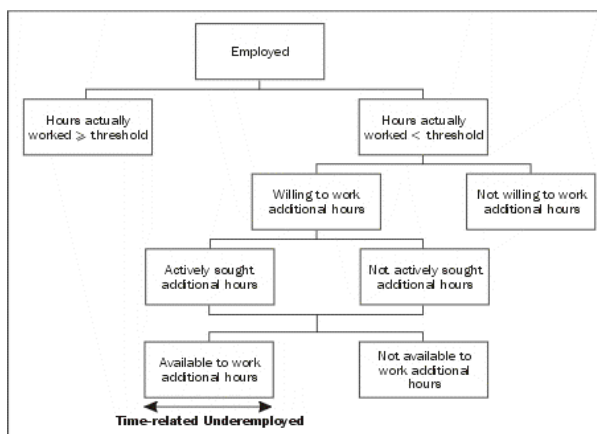 Employed
Hours actually
worked ⩾ threshold
Hours actually
worked < threshold
Willing to work
additional hours
Not willing to work
additional hours
Actively sought
additional hours
Not actively sought
additional hours
Available to work
additional hours
Not available to
work additional
hours
Time-related Underemployed